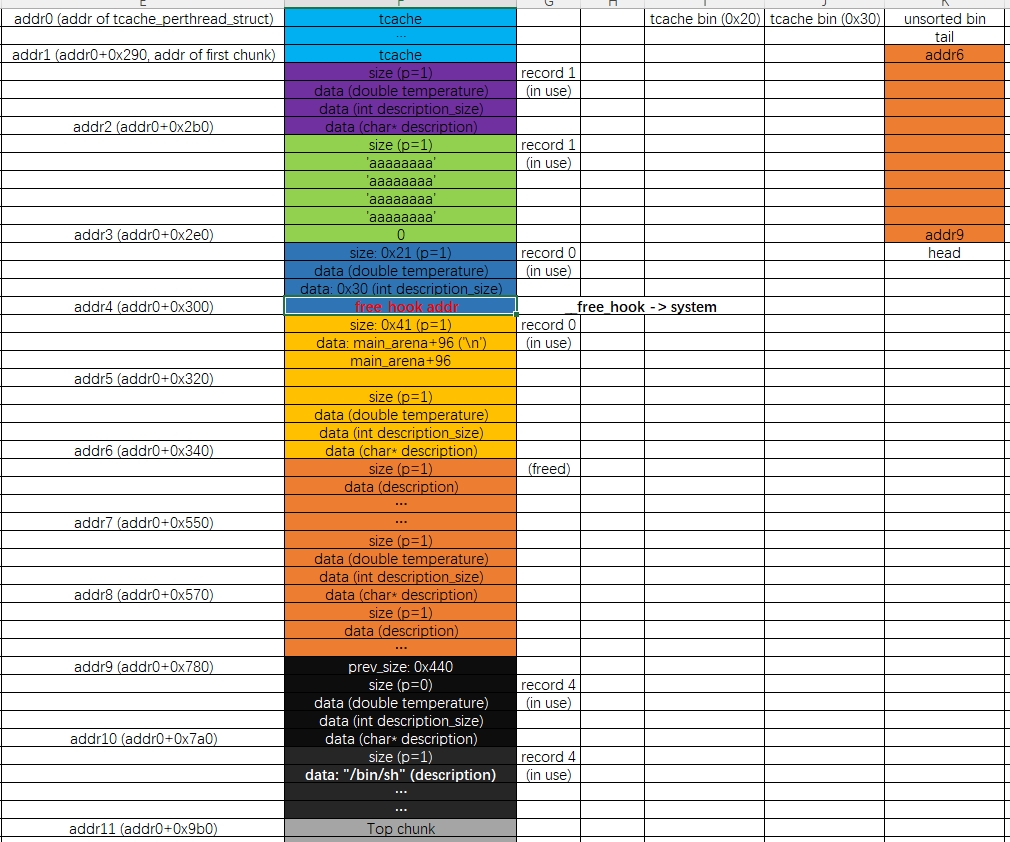 E F G H I J K
addr0 (addr of tcache_perthread_struct) tcache tcache bin (0x20) tcache bin (0x30) unsorted bin
... tail
addr1 (addr0+0x290, addr of first chunk) tcache addr6
size (p=1) record 1
data (double temperature) (in use)
data (int description_size)
addr2 (addr0+0x2b0) data (char* description)
size (p=1) record 1
'aaaaaaaa' (in use)
'aaaaaaaa'
'aaaaaaaa'
'aaaaaaaa'
addr3 (addr0+0x2e0) 0 addr9
size: 0x21 (p=1) record 0 head
data (double temperature) (in use)
data: 0x30 (int description_size)
addr4 (addr0+0x300) free_hook addr __free_hook -> system
size: 0x41 (p=1) record 0
data: main_arena+96 ('\n') (in use)
main_arena+96
addr5 (addr0+0x320)
size (p=1)
data (double temperature)
data (int description_size)
addr6 (addr0+0x340) data (char* description)
size (p=1) (freed)
data (description)
...
addr7 (addr0+0x550) ...
size (p=1)
data (double temperature)
data (int description_size)
addr8 (addr0+0x570) data (char* description)
size (p=1)
data (description)
...
addr9 (addr0+0x780) prev_size: 0x440
size (p=0) record 4
data (double temperature) (in use)
data (int description_size)
addr10 (addr0+0x7a0) data (char* description)
size (p=1) record 4
data: "/bin/sh" (description) (in use)
...
...
addr11 (addr0+0x9b0) Top chunk